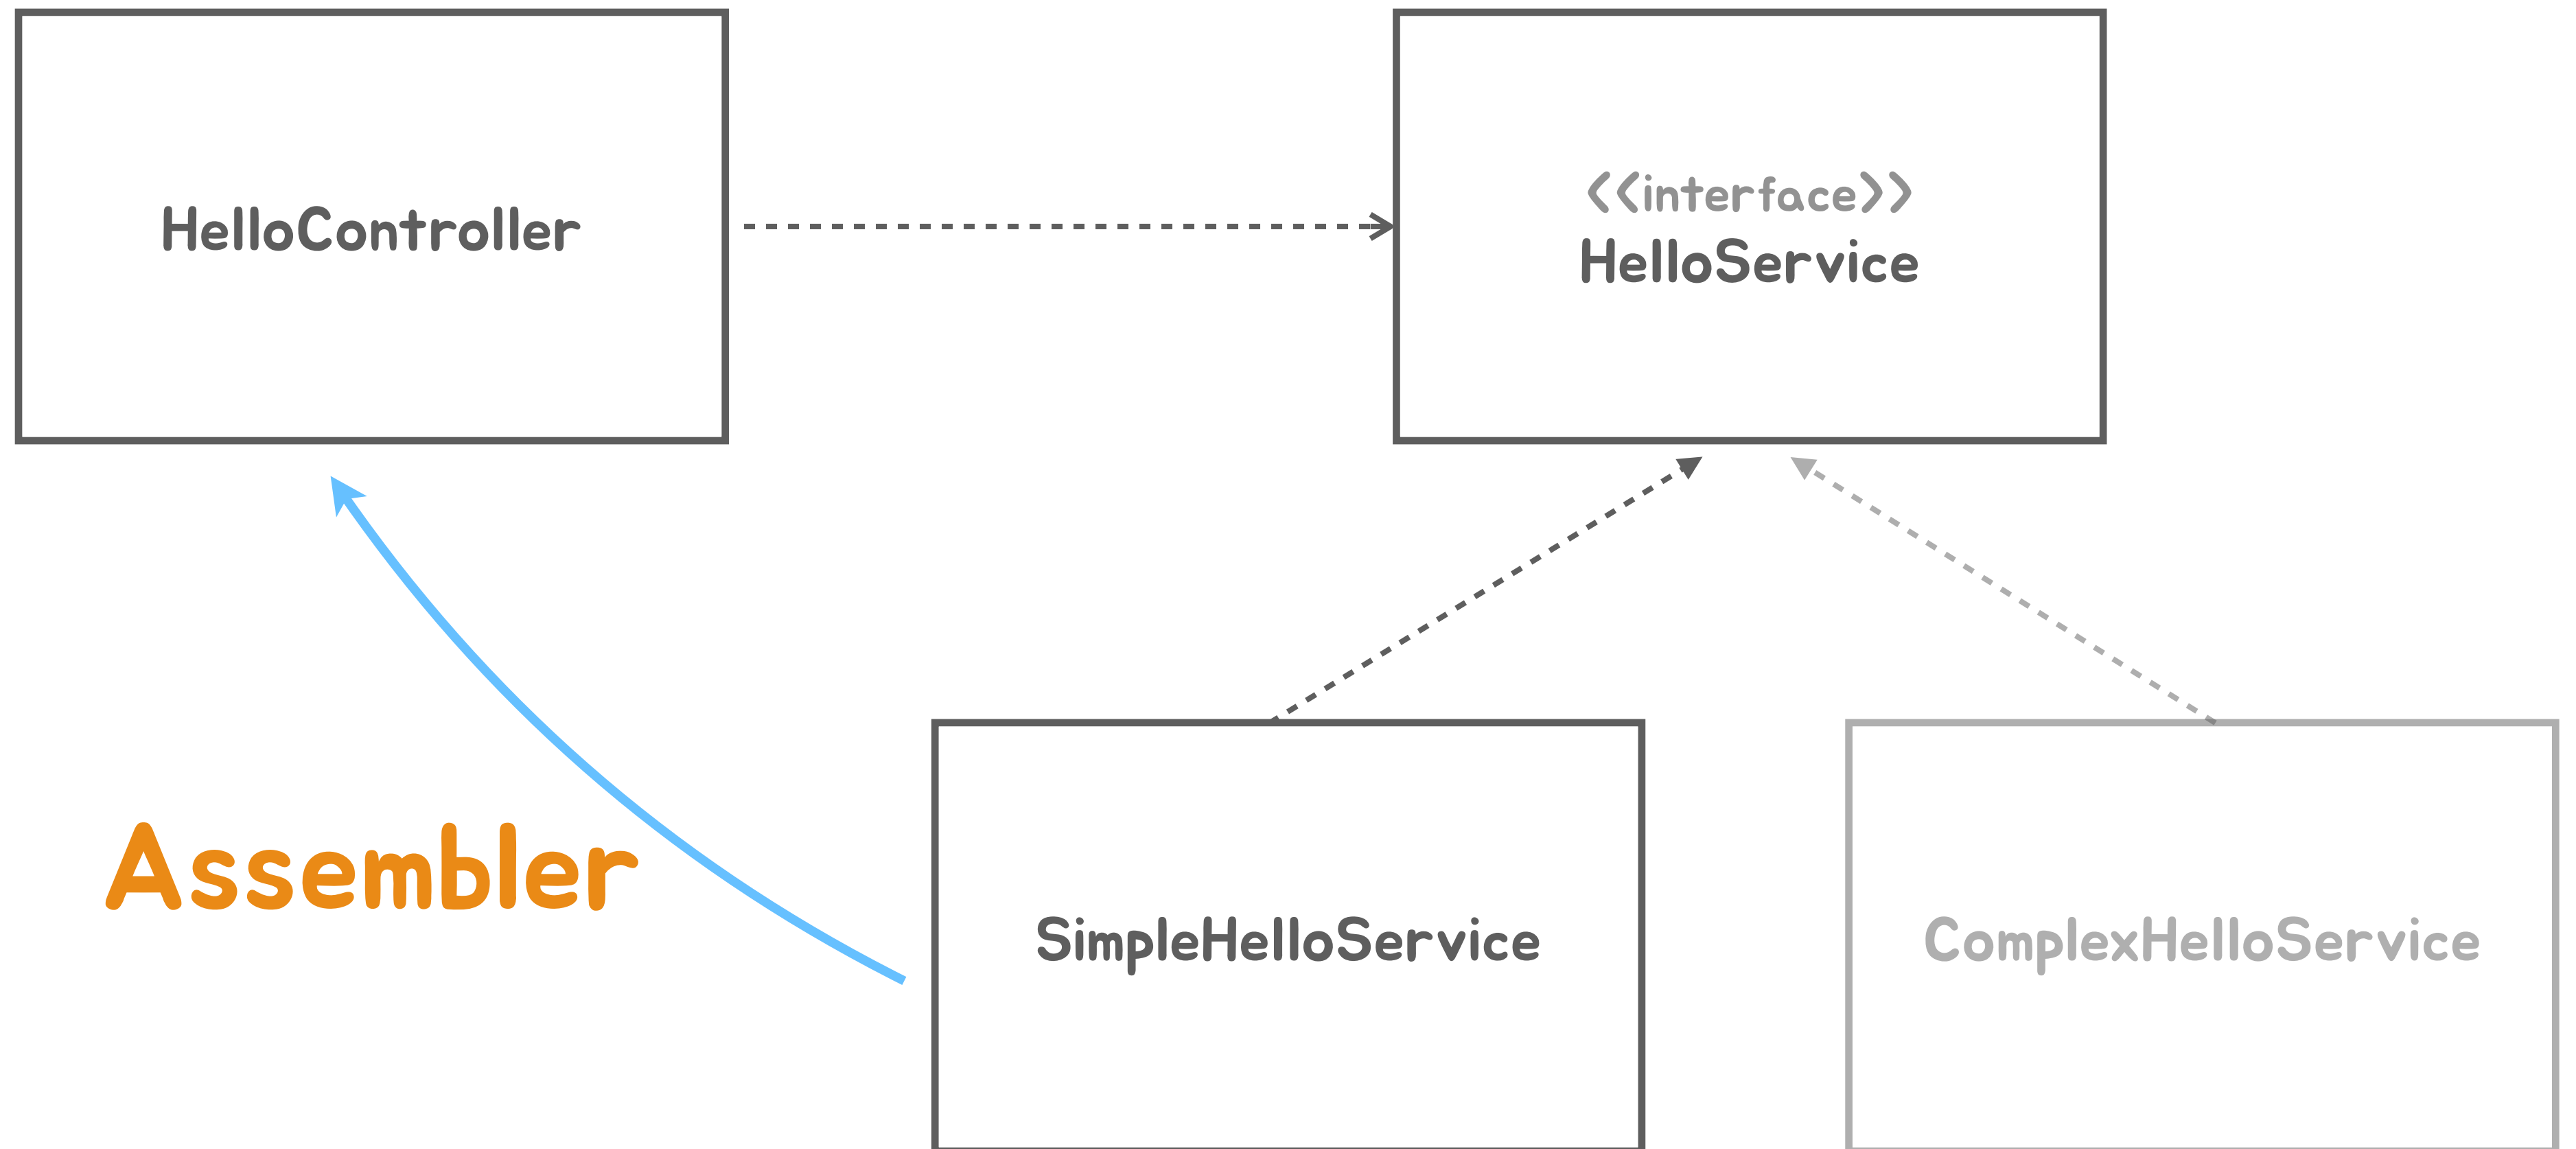 HelloController
<<interface>>
HelloService
Assembler
SimpleHelloService
ComplexHelloService